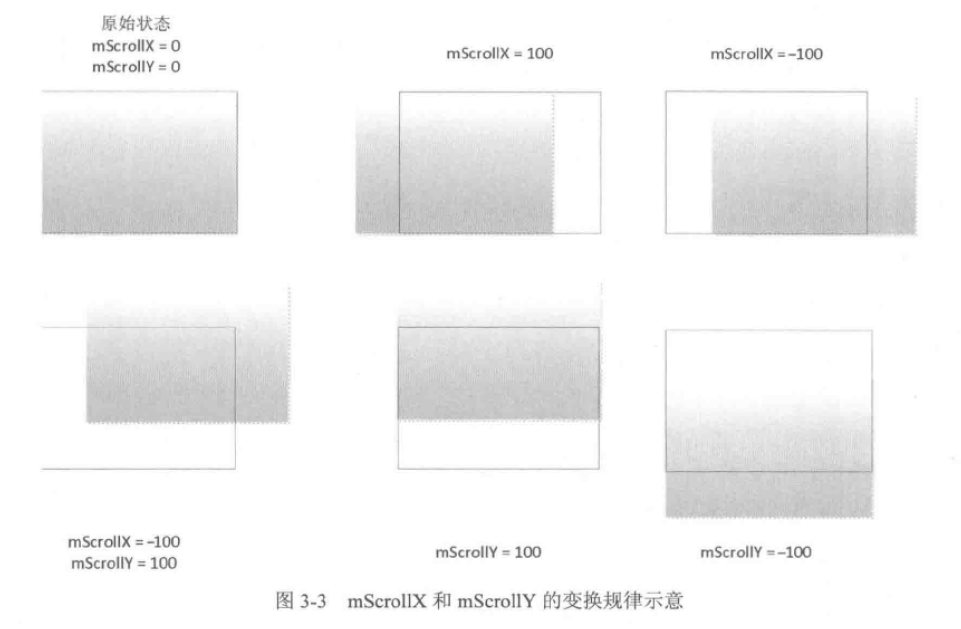 原始状态
mScrollX = 0
mScrollY = 0
mScrollX = 100
mScrollX = –100
mScrollX = –100
mScrollY = 100
mScrollY = 100
mScrollY = –100
图 3-3 mScrollX 和 mScrollY 的变换规律示意